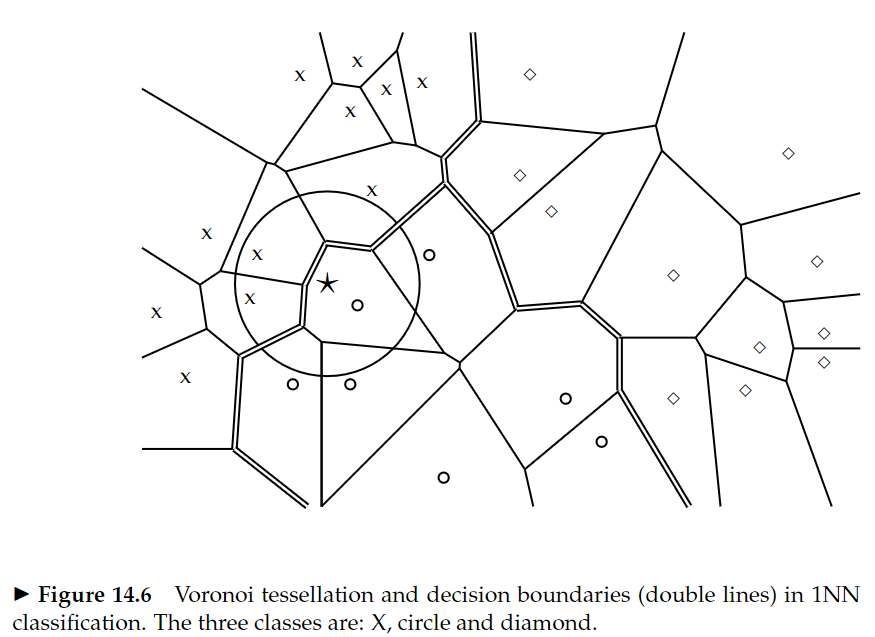 x
x
x
x
x
x
x
x
x
x
x
► Figure 14.6 Voronoi tessellation and decision boundaries (double lines) in 1NN
classification. The three classes are: X, circle and diamond.